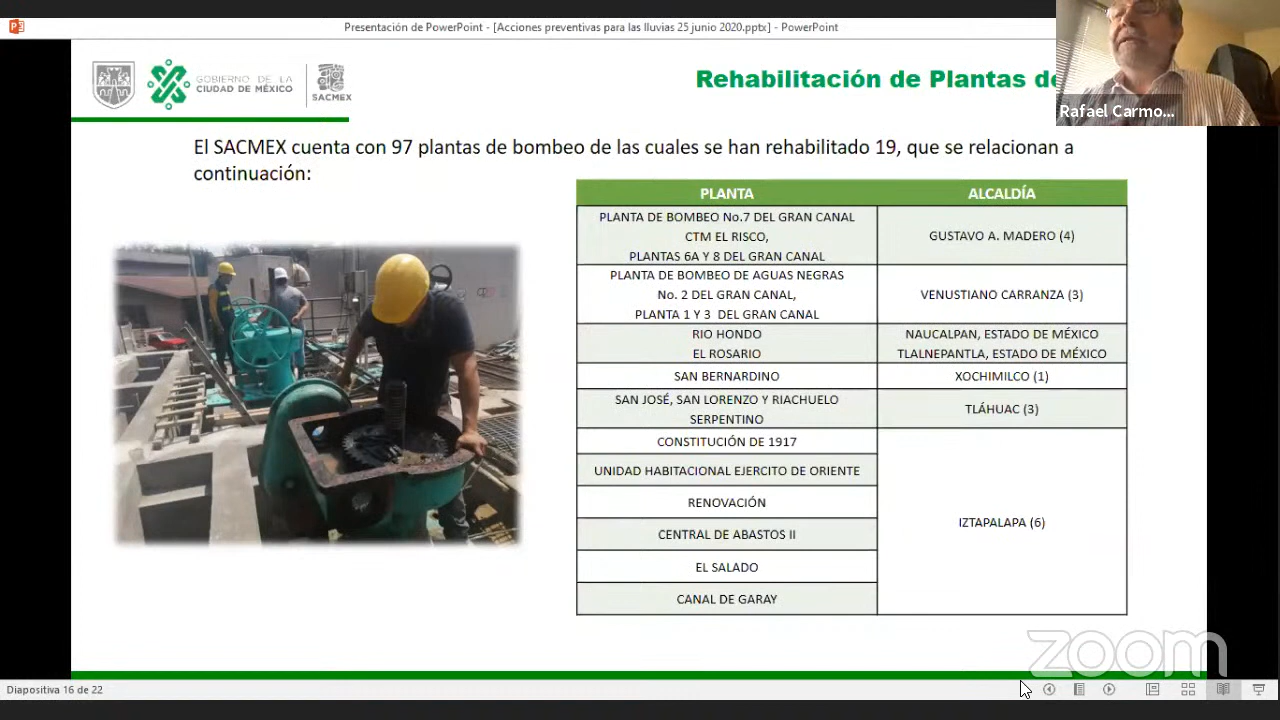 Presentación de PowerPoint - [Acciones preventivas para las lluvias 25 junio 2020.pptx] - PowerPoint
GOBIERNO DE LA
CIUDAD DE MÉXICO
SACMEX
Rehabilitación de Plantas
Rafael Carmo...
El SACMEX cuenta con 97 plantas de bombeo de las cuales se han rehabilitado 19, que se relacionan a
continuación:
PLANTA ALCALDÍA
PLANTA DE BOMBEO No.7 DEL GRAN CANAL
CTM EL RISCO,
PLANTAS 6A Y 8 DEL GRAN CANAL
GUSTAVO A. MADERO (4)
PLANTA DE BOMBEO DE AGUAS NEGRAS
No. 2 DEL GRAN CANAL,
PLANTA 1 Y 3 DEL GRAN CANAL
VENUSTIANO CARRANZA (3)
RIO HONDO
EL ROSARIO
NAUCALPAN, ESTADO DE MÉXICO
TLALNEPANTLA, ESTADO DE MÉXICO
SAN BERNARDINO
XOCHIMILCO (1)
SAN JOSÉ, SAN LORENZO Y RIACHUELO
SERPENTINO
TLÁHUAC (3)
CONSTITUCIÓN DE 1917
UNIDAD HABITACIONAL EJERCITO DE ORIENTE
RENOVACIÓN
CENTRAL DE ABASTOS II
EL SALADO
CANAL DE GARAY
IZTAPALAPA (6)
zoom
Diapositiva 16 de 22